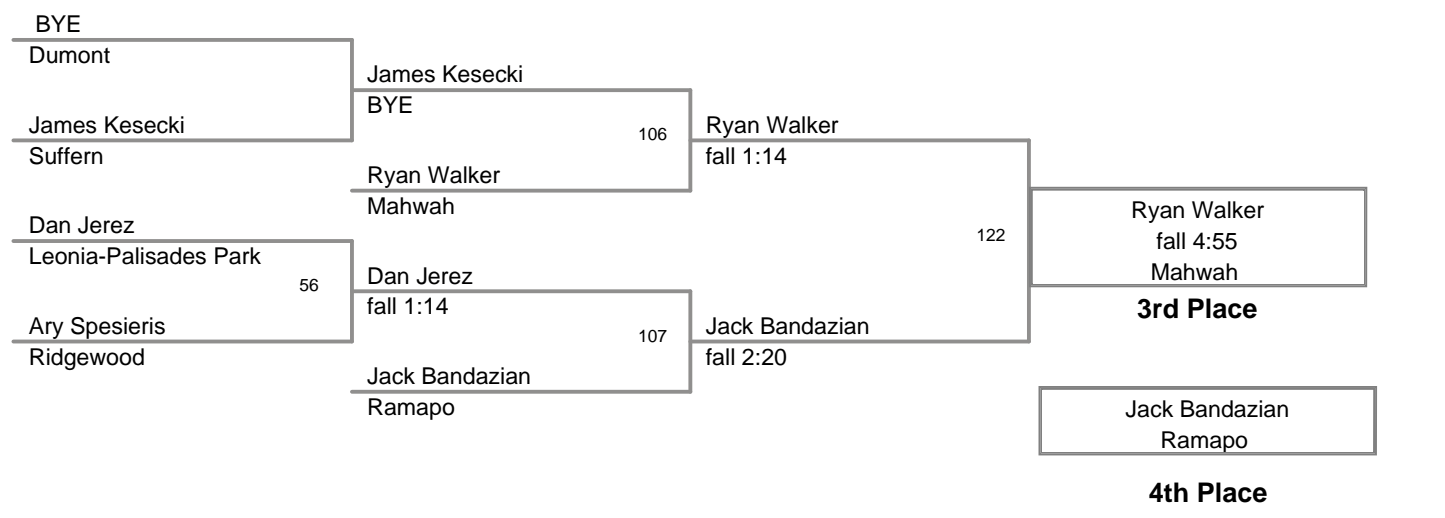 BYE
Dumont
James Kesecki
Suffern
Dan Jerez
Leonia-Palisades Park
56
Ary Spesieris
Ridgewood
James Kesecki
BYE
106
Ryan Walker
Mahwah
Dan Jerez
fall 1:14
107
Jack Bandazian
Ramapo
Ryan Walker
fall 1:14
122
Jack Bandazian
fall 2:20
Ryan Walker
fall 4:55
Mahwah
3rd Place
Jack Bandazian
Ramapo
4th Place